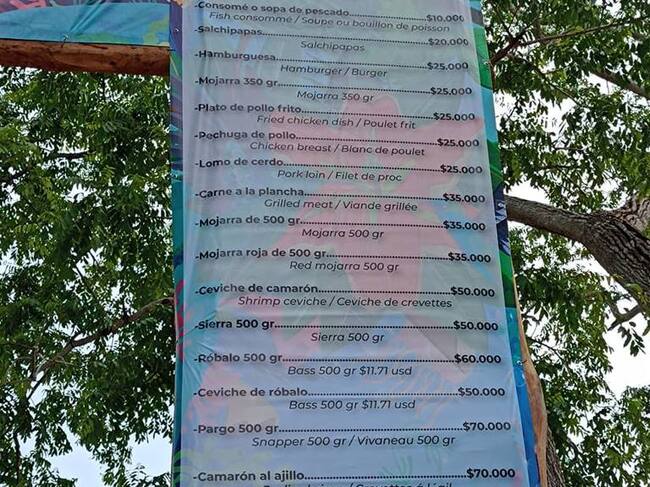 -Consomé o sopa de pescado........$10.000
Fish consommé / Soupe ou bouillon de poisson
-Salchipapas........$20.000
Salchipapas
-Hamburguesa........$25.000
Hamburger / Burger
-Mojarra 350 gr........$25.000
Mojarra 350 gr
-Plato de pollo frito........$25.000
Fried chicken dish / Poulet frit
-Pechuga de pollo........$25.000
Chicken breast / Blanc de poulet
-Lomo de cerdo........$25.000
Pork loin / Filet de proc
-Carne a la plancha........$35.000
Grilled meat / Viande grillée
-Mojarra de 500 gr........$35.000
Mojarra 500 gr
-Mojarra roja de 500 gr........$35.000
Red mojarra 500 gr
-Ceviche de camarón........$50.000
Shrimp ceviche / Ceviche de crevettes
-Sierra 500 gr........$50.000
Sierra 500 gr
-Róbalo 500 gr........$60.000
Bass 500 gr $11.71 usd
-Ceviche de róbalo........$50.000
Bass 500 gr $11.71 usd
-Pargo 500 gr........$70.000
Snapper 500 gr / Vivaneau 500 gr
-Camarón al ajillo........$70.000